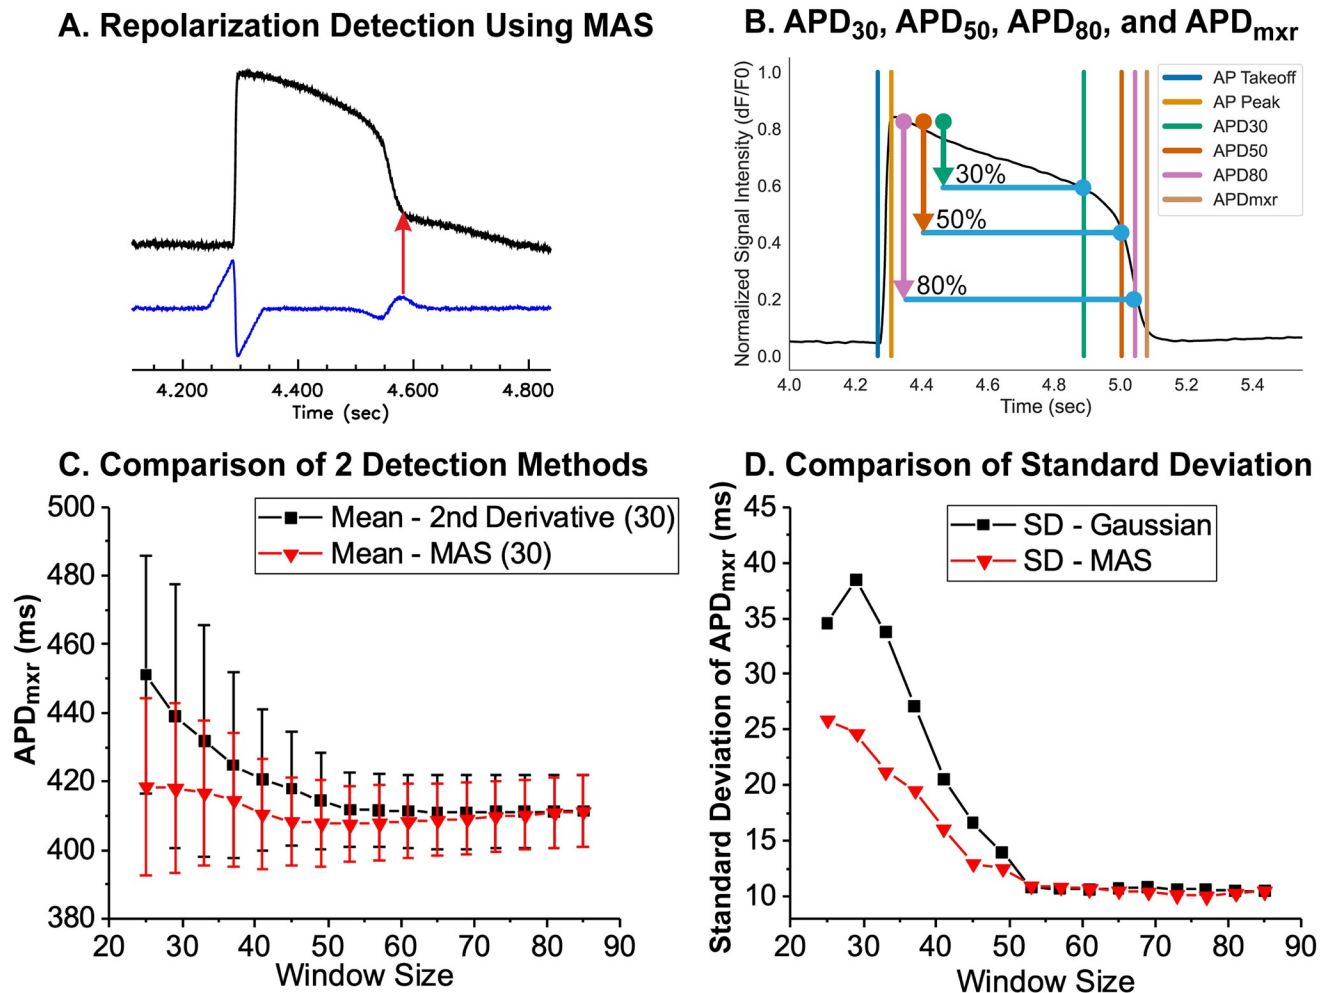 A. Repolarization Detection Using MAS
4.200 4.400 4.600 4.800
Time (sec)
B. APD30, APD50, APD80, and APDmxr
Normalized Signal Intensity (dF/F0)
1.0
0.8
0.6
0.4
0.2
0.0
30%
50%
80%
AP Takeoff
AP Peak
APD30
APD50
APD80
APDmxr
4.0 4.2 4.4 4.6 4.8 5.0 5.2 5.4
Time (sec)
C. Comparison of 2 Detection Methods
APDmxr (ms)
500
480
460
440
420
400
380
Mean - 2nd Derivative (30)
Mean - MAS (30)
20 30 40 50 60 70 80 90
Window Size
D. Comparison of Standard Deviation
Standard Deviation of APDmxr (ms)
45
40
35
30
25
20
15
10
SD - Gaussian
SD - MAS
20 30 40 50 60 70 80 90
Window Size